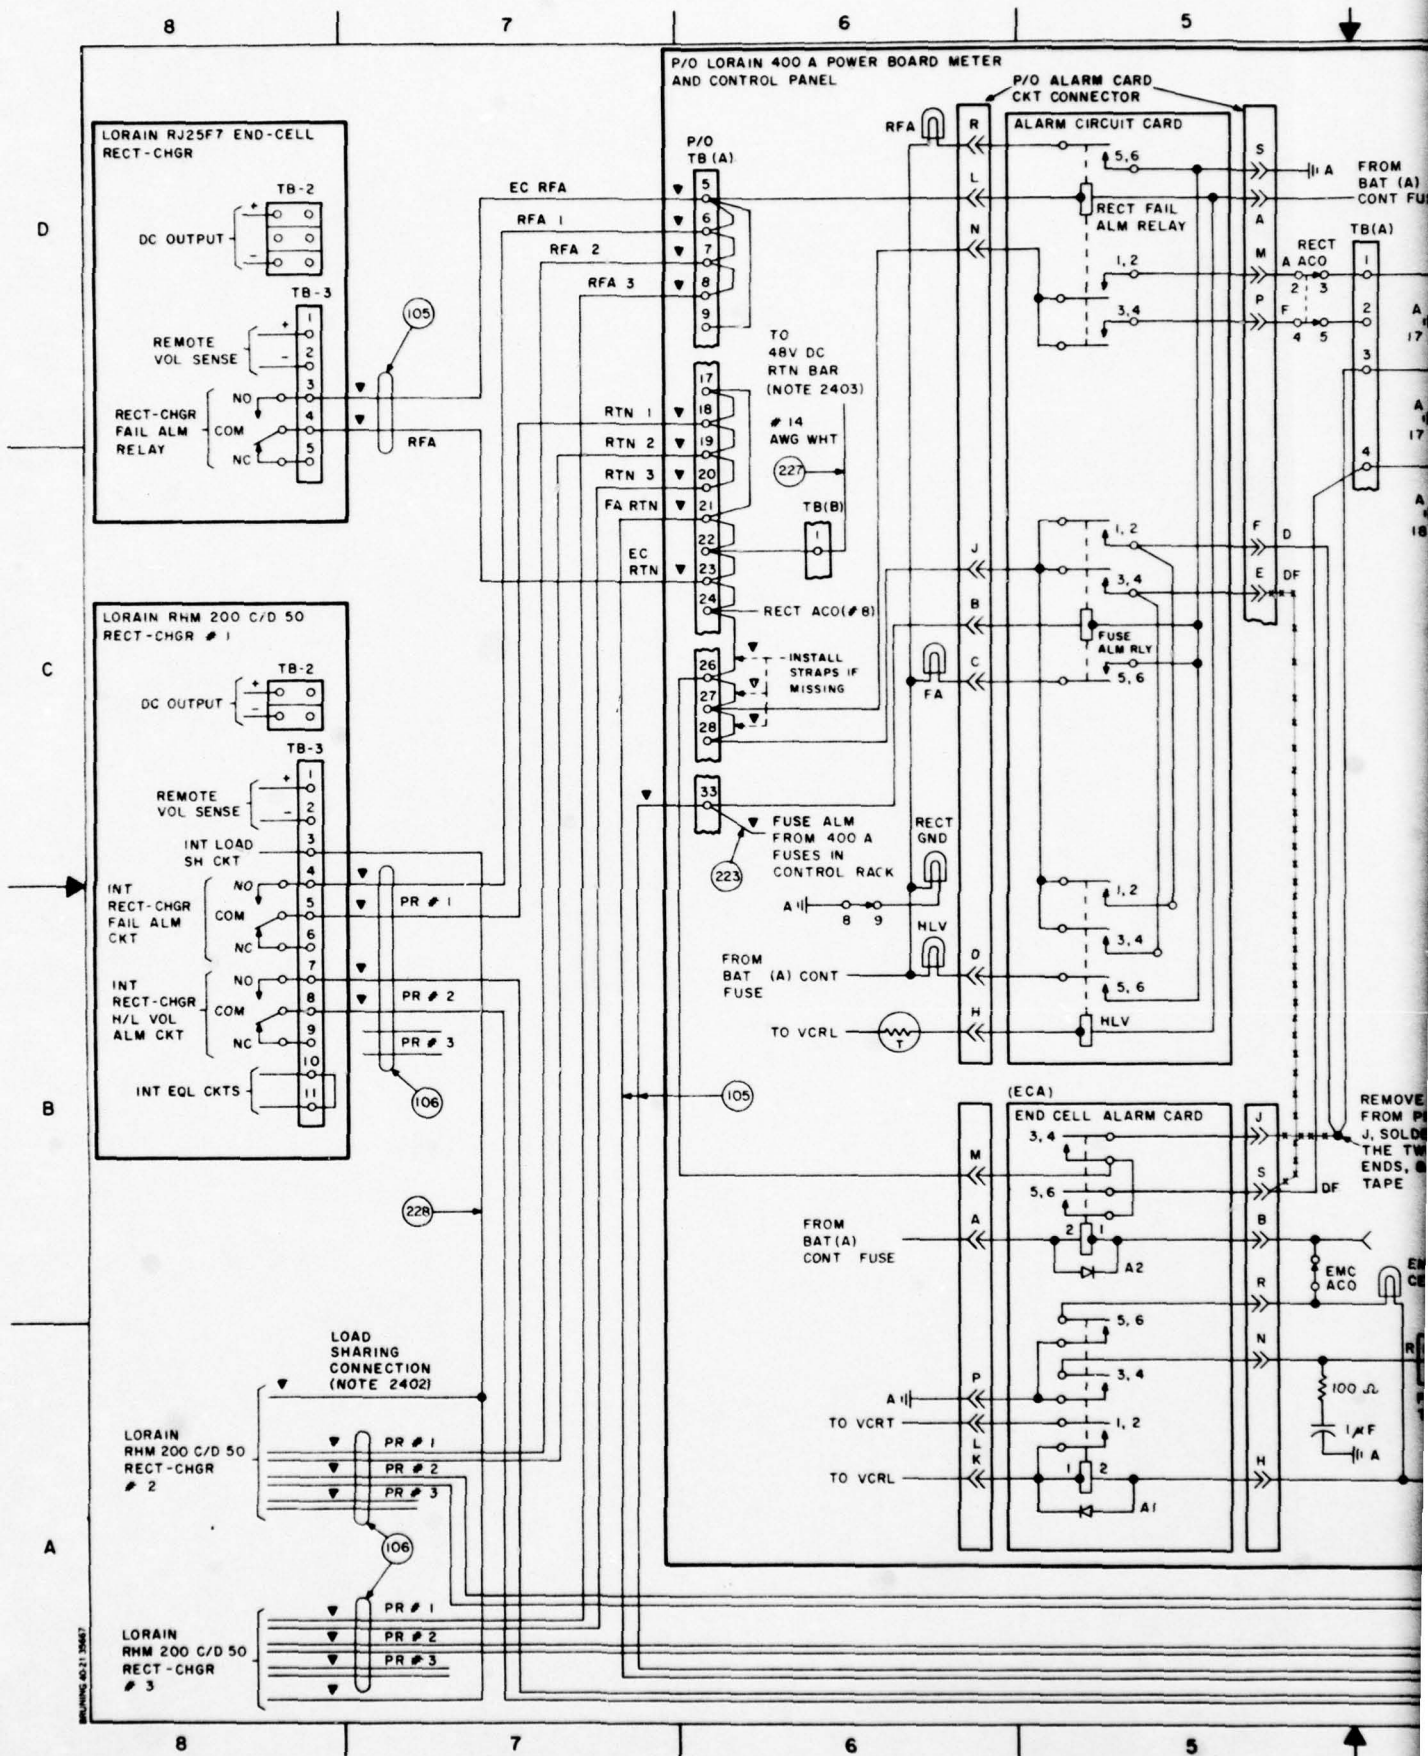 8 7 6 5
P/O LORAIN 400 A POWER BOARD METER
AND CONTROL PANEL
P/O ALARM CARD
CKT CONNECTOR
LORAIN RJ25F7 END-CELL
RECT-CHGR
TB-2
+
DC OUTPUT
-
TB-3
1
+
REMOTE
VOL SENSE
2
-
3
NO
RECT-CHGR
FAIL ALM
RELAY
4
COM
5
NC
105
RFA
D
EC RFA
RFA 1
RFA 2
RFA 3
P/O
TB (A)
5
6
7
8
9
17
RTN 1
18
RTN 2
19
RTN 3
20
FA RTN
21
22
EC
RTN
23
24
RECT ACO(#8)
26
27
28
INSTALL
STRAPS IF
MISSING
33
TO
48V DC
RTN BAR
(NOTE 2403)
#14
AWG WHT
227
TB(B)
1
FUSE ALM
FROM 400 A
FUSES IN
CONTROL RACK
223
RFA
R
L
N
ALARM CIRCUIT CARD
5,6
RECT FAIL
ALM RELAY
1,2
3,4
S
A
M
P
A
FROM
BAT (A)
CONT
TB(A)
RECT
A ACO
2 3
F
4 5
1
2
3
4
A
17
A
17
A
18
J
B
C
FA
1,2
3,4
FUSE
ALM RLY
5,6
F D
E DF
RECT
GND
A
8 9
HLV
FROM
BAT (A) CONT
FUSE
D
H
TO VCRL
T
1,2
3,4
5,6
HLV
C
LORAIN RHM 200 C/D 50
RECT-CHGR # 1
TB-2
+
DC OUTPUT
-
TB-3
1
+
REMOTE
VOL SENSE
2
-
3
INT LOAD
SH CKT
4
NO
INT
RECT-CHGR
FAIL ALM
CKT
5
COM
6
NC
7
NO
INT
RECT-CHGR
H/L VOL
ALM CKT
8
COM
9
NC
10
INT EQL CKTS
11
PR # 1
PR # 2
PR # 3
106
B
228
105
(ECA)
END CELL ALARM CARD
3,4
5,6
2 1
A2
5,6
3,4
1,2
1 2
A1
M
A
P
L
K
FROM
BAT(A)
CONT FUSE
A
TO VCRT
TO VCRL
J
S
DF
B
R
N
H
REMOVE
FROM
J,
THE
ENDS,
TAPE
EMC
ACO
R
100 Ω
1μF
A
LOAD
SHARING
CONNECTION
(NOTE 2402)
LORAIN
RHM 200 C/D 50
RECT-CHGR
# 2
PR # 1
PR # 2
PR # 3
106
A
LORAIN
RHM 200 C/D 50
RECT-CHGR
# 3
PR # 1
PR # 2
PR # 3
BRUNING 40-21 35667
8 7 6 5